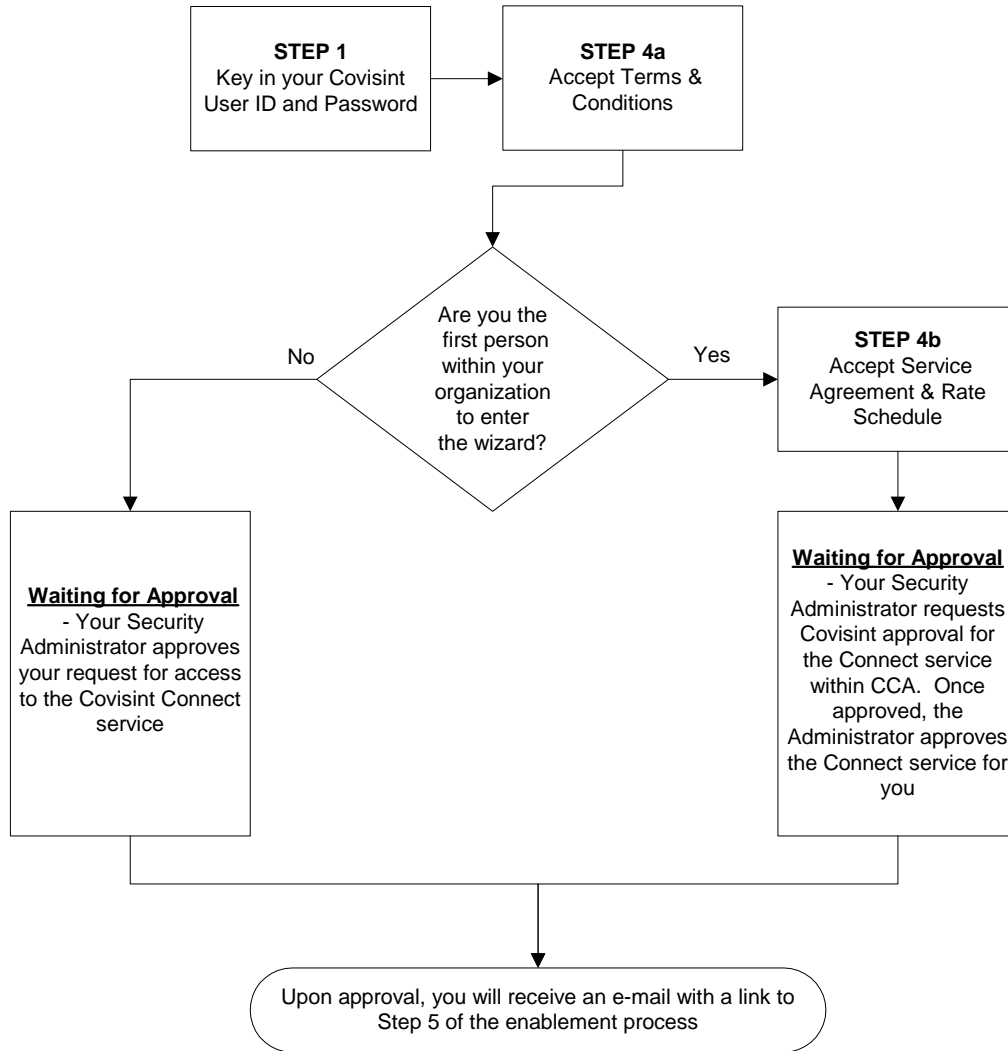 STEP 1
Key in your Covisint
User ID and Password
STEP 4a
Accept Terms &
Conditions
Are you the
first person
within your
organization
to enter
the wizard?
No
Yes
STEP 4b
Accept Service
Agreement & Rate
Schedule
Waiting for Approval
- Your Security
Administrator approves
your request for access
to the Covisint Connect
service
Waiting for Approval
- Your Security
Administrator requests
Covisint approval for
the Connect service
within CCA. Once
approved, the
Administrator approves
the Connect service for
you
Upon approval, you will receive an e-mail with a link to
Step 5 of the enablement process